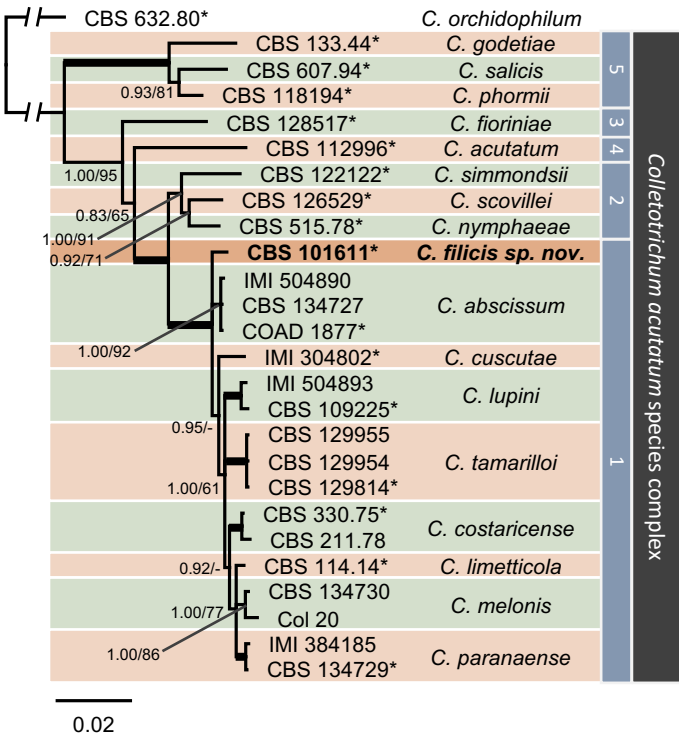 CBS 632.80* C. orchidophilum
CBS 133.44* C. godetiae
CBS 607.94* C. salicis
0.93/81
CBS 118194* C. phormii
5
CBS 128517* C. fioriniae
3
CBS 112996* C. acutatum
4
1.00/95
CBS 122122* C. simmondsii
CBS 126529* C. scovillei
2
0.83/65
CBS 515.78* C. nymphaeae
1.00/91
0.92/71
CBS 101611* C. filicis sp. nov.
IMI 504890
CBS 134727 C. abscissum
COAD 1877*
1.00/92
IMI 304802* C. cuscutae
IMI 504893
C. lupini
CBS 109225*
0.95/-
CBS 129955
CBS 129954 C. tamarilloi
CBS 129814*
1.00/61
1
CBS 330.75*
C. costaricense
CBS 211.78
0.92/-
CBS 114.14* C. limetticola
CBS 134730
C. melonis
1.00/77
Col 20
IMI 384185
1.00/86
C. paranaense
CBS 134729*
Colletotrichum acutatum species complex
0.02